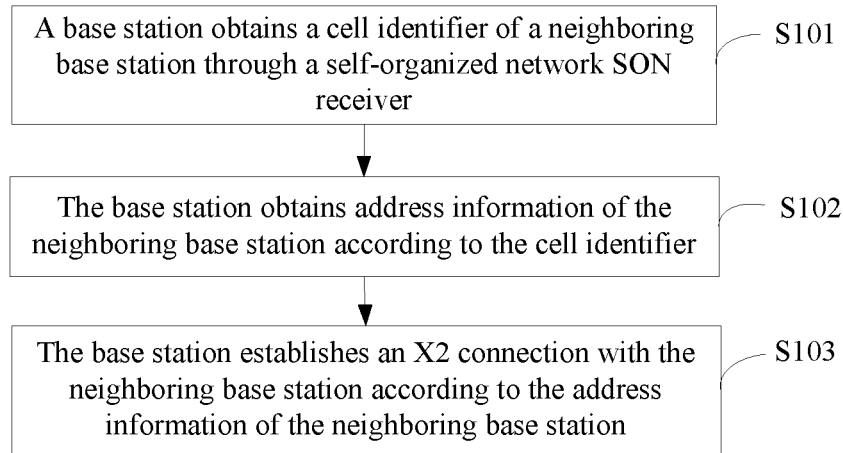 A base station obtains a cell identifier of a neighboring
base station through a self-organized network SON
receiver
S101
The base station obtains address information of the
neighboring base station according to the cell identifier
S102
The base station establishes an X2 connection with the
neighboring base station according to the address
information of the neighboring base station
S103